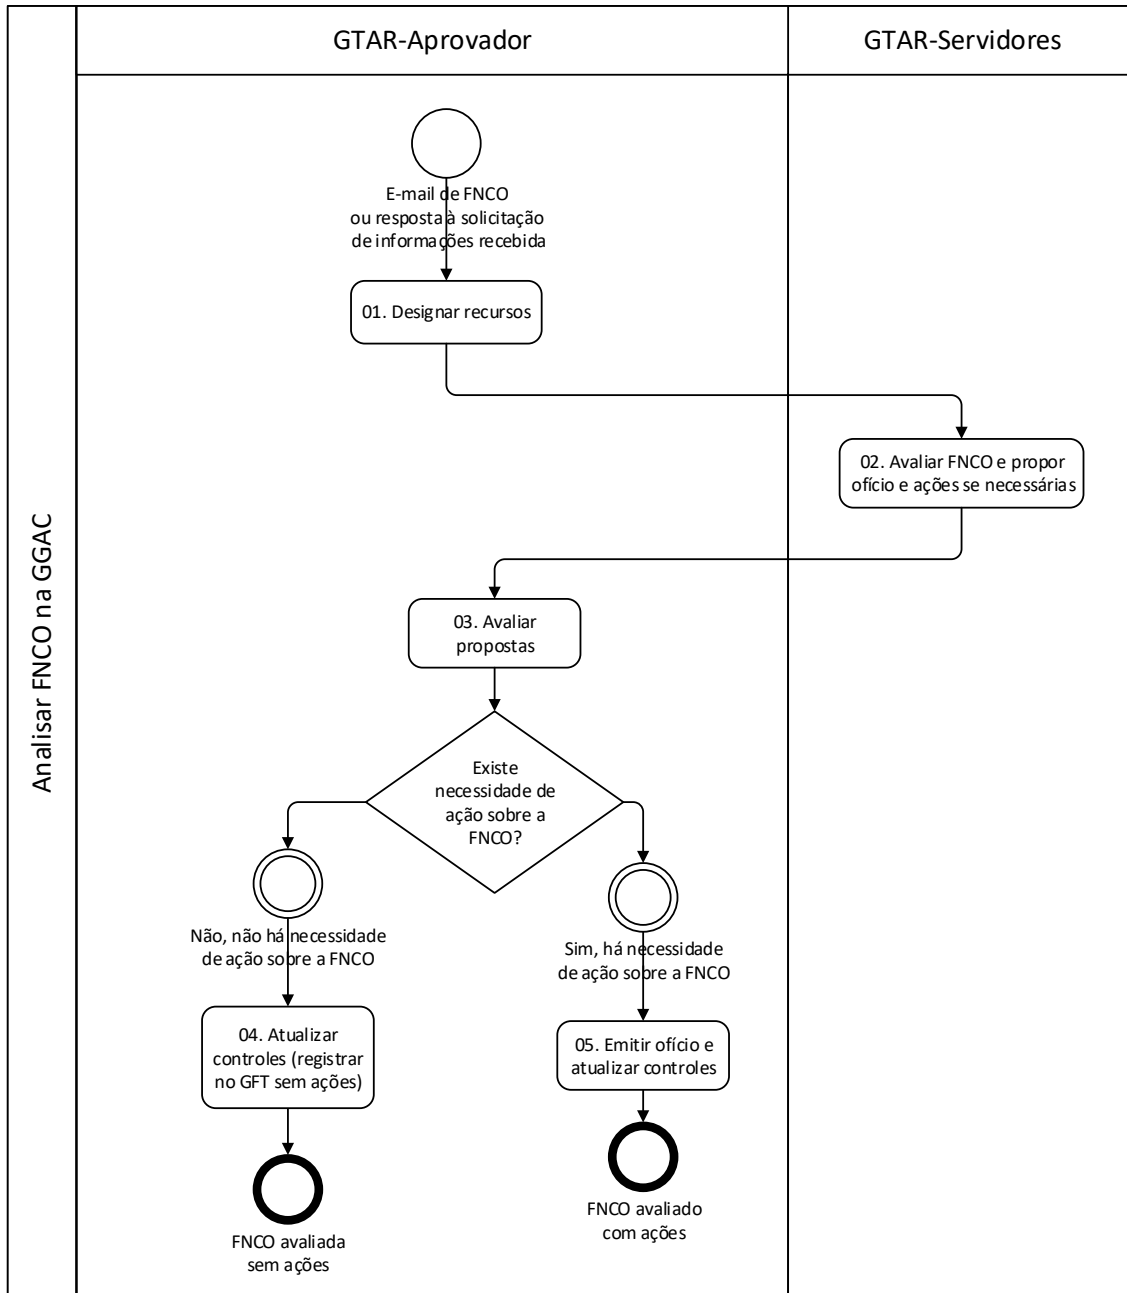 GTAR-Aprovador
GTAR-Servidores
Analisar FNCO na GGAC
E-mail de FNCO
ou resposta à solicitação
de informações recebida
01. Designar recursos
02. Avaliar FNCO e propor
ofício e ações se necessárias
03. Avaliar
propostas
Existe
necessidade de
ação sobre a
FNCO?
Não, não há necessidade
de ação sobre a FNCO
Sim, há necessidade
de ação sobre a FNCO
04. Atualizar
controles (registrar
no GFT sem ações)
05. Emitir ofício e
atualizar controles
FNCO avaliada
sem ações
FNCO avaliado
com ações